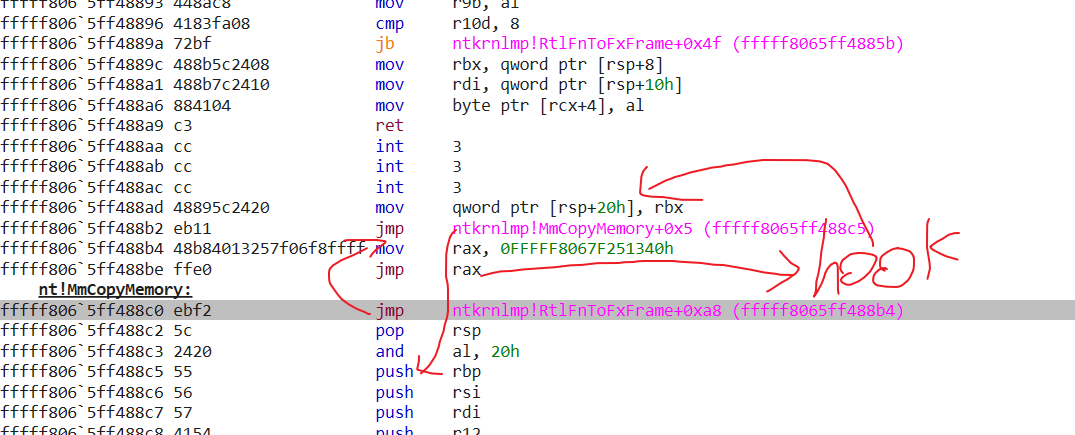 fffff806`5ff48893 448ac8 mov r9b, al
fffff806`5ff48896 4183fa08 cmp r10d, 8
fffff806`5ff4889a 72bf jb ntkrnlmp!RtlFnToFxFrame+0x4f (fffff8065ff4885b)
fffff806`5ff4889c 488b5c2408 mov rbx, qword ptr [rsp+8]
fffff806`5ff488a1 488b7c2410 mov rdi, qword ptr [rsp+10h]
fffff806`5ff488a6 884104 mov byte ptr [rcx+4], al
fffff806`5ff488a9 c3 ret
fffff806`5ff488aa cc int 3
fffff806`5ff488ab cc int 3
fffff806`5ff488ac cc int 3
fffff806`5ff488ad 48895c2420 mov qword ptr [rsp+20h], rbx
fffff806`5ff488b2 eb11 jmp ntkrnlmp!MmCopyMemory+0x5 (fffff8065ff488c5)
fffff806`5ff488b4 48b84013257f06f8ffff mov rax, 0FFFFF8067F251340h
fffff806`5ff488be ffe0 jmp rax
hook
nt!MmCopyMemory:
fffff806`5ff488c0 ebf2 jmp ntkrnlmp!RtlFnToFxFrame+0xa8 (fffff8065ff488b4)
fffff806`5ff488c2 5c pop rsp
fffff806`5ff488c3 2420 and al, 20h
fffff806`5ff488c5 55 push rbp
fffff806`5ff488c6 56 push rsi
fffff806`5ff488c7 57 push rdi
fffff806`5ff488c8 4154 push r12